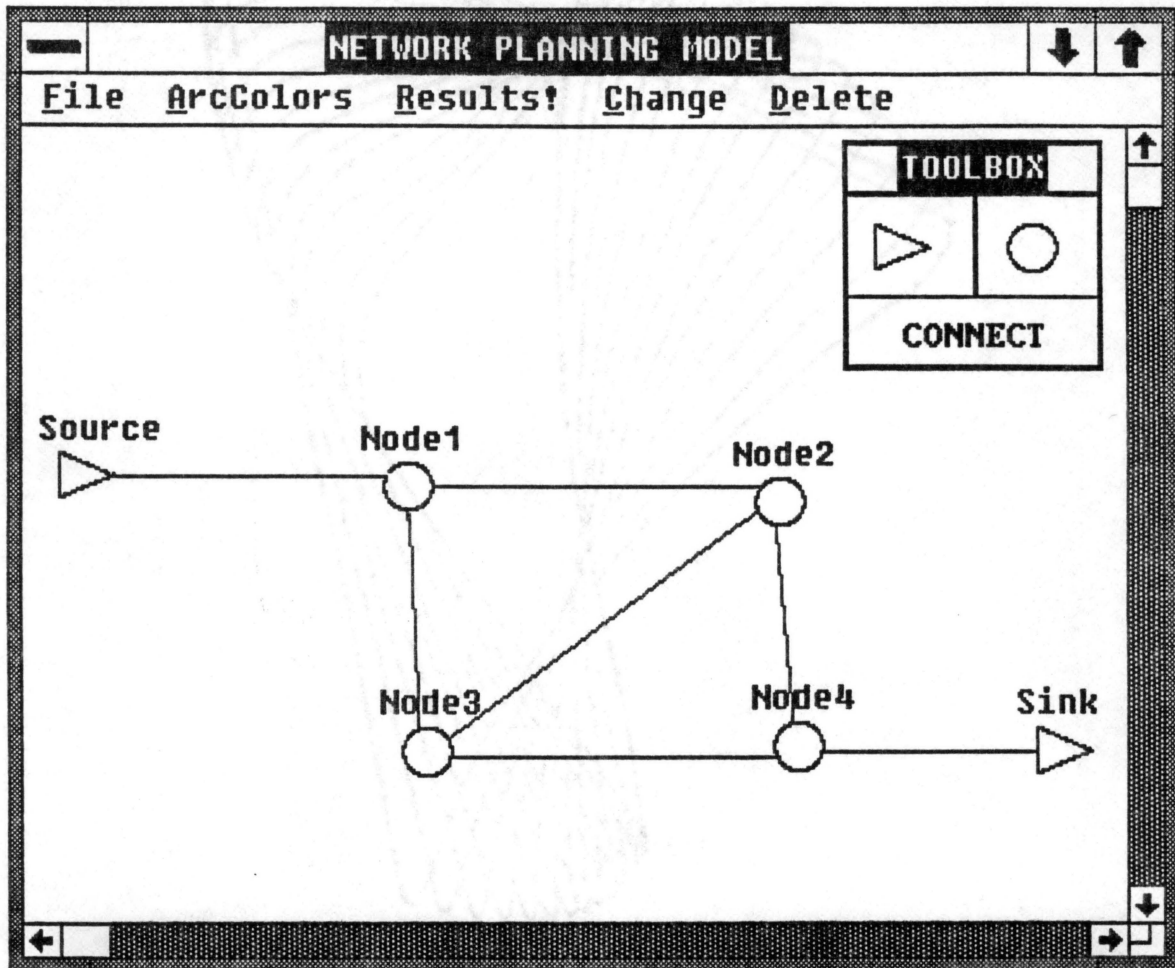 NETWORK PLANNING MODEL
File ArcColors Results! Change Delete
TOOLBOX
CONNECT
Source
Node1
Node2
Node3
Node4
Sink